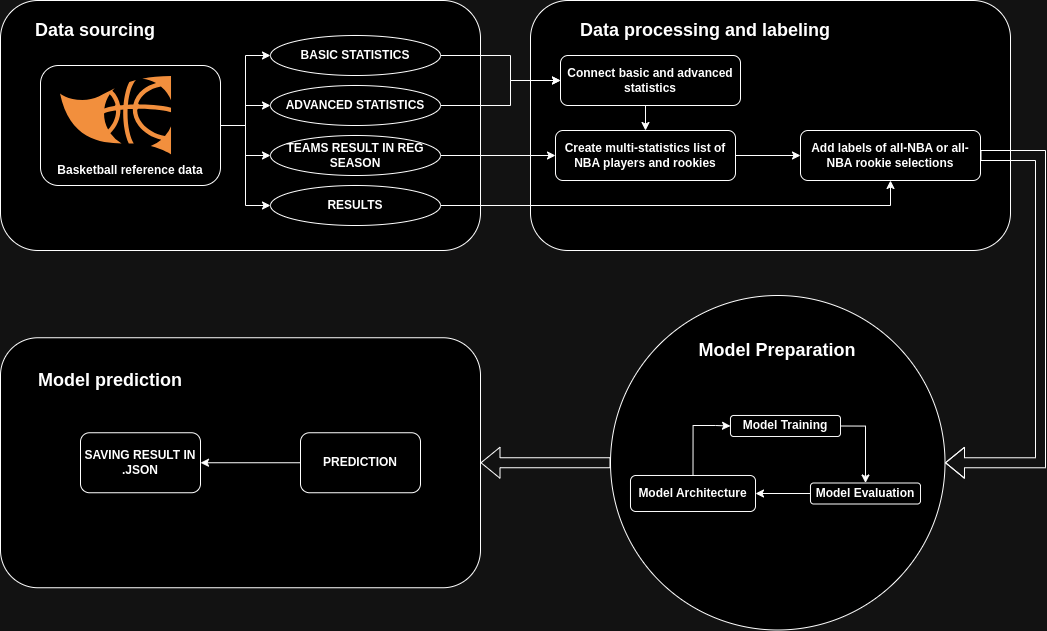 Data sourcing
Basketball reference data
BASIC STATISTICS
ADVANCED STATISTICS
TEAMS RESULT IN REG
SEASON
RESULTS
Data processing and labeling
Connect basic and advanced
statistics
Create multi-statistics list of
NBA players and rookies
Add labels of all-NBA or all-
NBA rookie selections
Model Preparation
Model Training
Model Evaluation
Model Architecture
Model prediction
PREDICTION
SAVING RESULT IN
.JSON